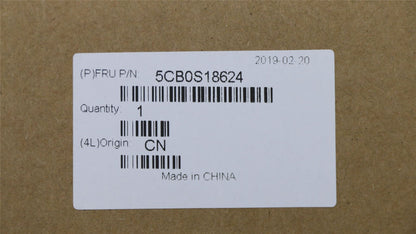 2019-02-20
(P)FRU P/N 5CB0S18624
Quantity: 1
(4L)Origin: CN
Made in CHINA